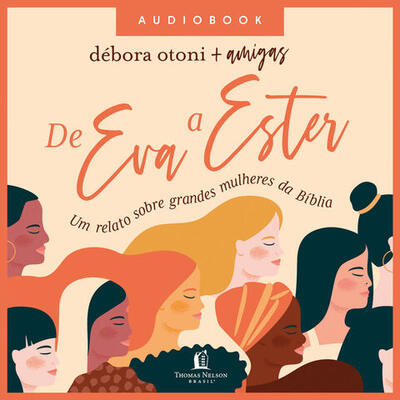 AUDIOBOOK
débora otoni + amigas
De Eva a Ester
Um relato sobre grandes mulheres da Bíblia
THOMAS NELSON
BRASIL